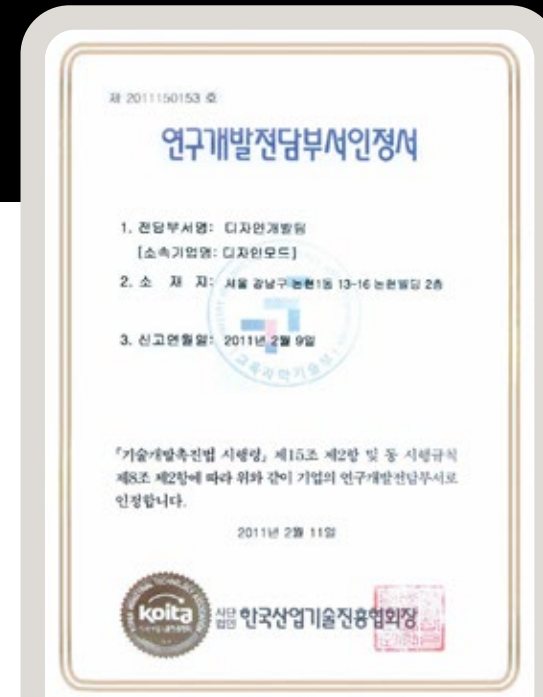 제 2011150153 호
연구개발전담부서인정서
1. 전담부서명: 디자인개발팀
[소속기업명: 디자인모드]
2. 소 재 지: 서울 강남구 논현1동 13-16 논현빌딩 2층
3. 신고연월일: 2011년 2월 9일
교육과학기술부
「기술개발촉진법 시행령」 제15조 제2항 및 동 시행규칙
제8조 제2항에 따라 위와 같이 기업의 연구개발전담부서로
인정합니다.
2011년 2월 11일
koita
사단법인 한국산업기술진흥협회장